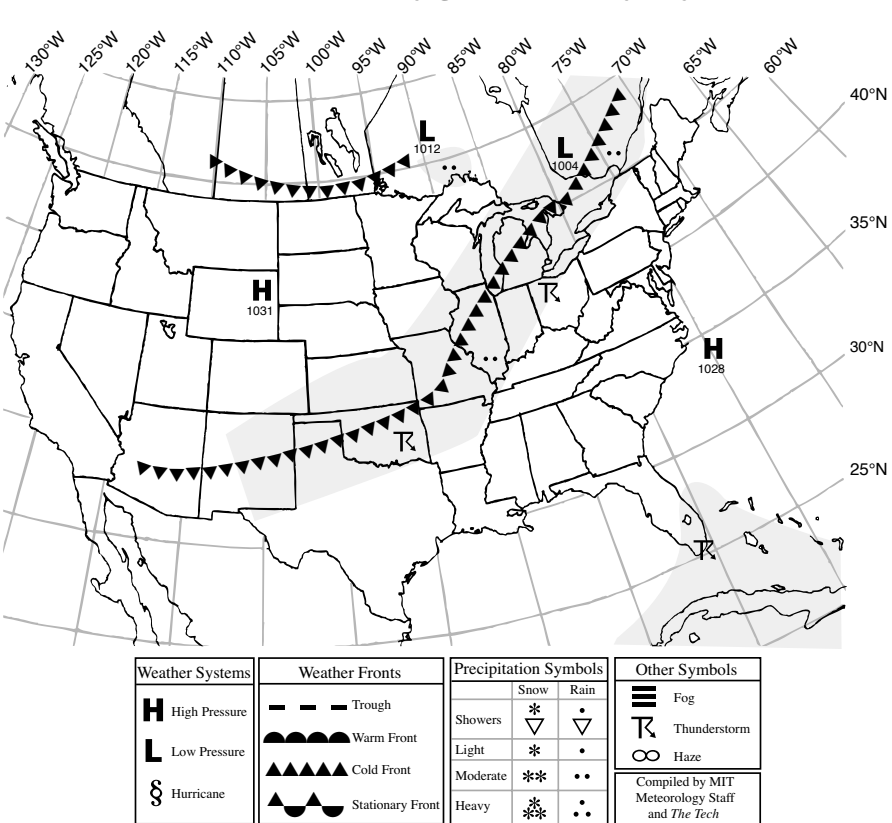 130°W 125°W 120°W 115°W 110°W 105°W 100°W 95°W 90°W 85°W 80°W 75°W 70°W 65°W 60°W
40°N
35°N
30°N
25°N
L
1012
L
1004
H
1031
H
1028
Weather Systems
H High Pressure
L Low Pressure
§ Hurricane
Weather Fronts
Trough
Warm Front
Cold Front
Stationary Front
Precipitation Symbols
Snow Rain
Showers
Light
Moderate
Heavy
Other Symbols
Fog
Thunderstorm
Haze
Compiled by MIT
Meteorology Staff
and The Tech